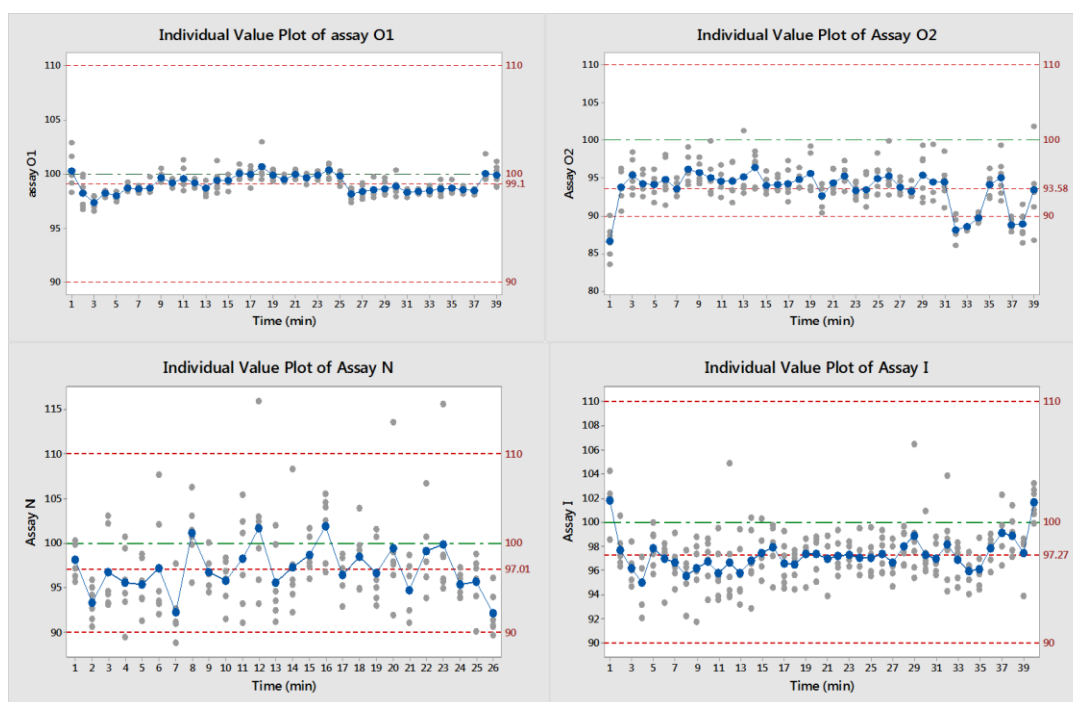 Individual Value Plot of assay O1
110
105
100
95
90
110
100
99.1
90
assay O1
1 3 5 7 9 11 13 15 17 19 21 23 25 27 29 31 33 35 37 39
Time (min)
Individual Value Plot of Assay O2
110
105
100
95
90
85
80
110
100
93.58
90
Assay O2
1 3 5 7 9 11 13 15 17 19 21 23 25 27 29 31 33 35 37 39
Time (min)
Individual Value Plot of Assay N
115
110
105
100
95
90
110
100
97.01
90
Assay N
1 2 3 4 5 6 7 8 9 10 11 12 13 14 15 16 17 18 19 20 21 22 23 24 25 26
Time (min)
Individual Value Plot of Assay I
110
108
106
104
102
100
98
96
94
92
90
110
100
97.27
90
Assay I
1 3 5 7 9 11 13 15 17 19 21 23 25 27 29 31 33 35 37 39
Time (min)